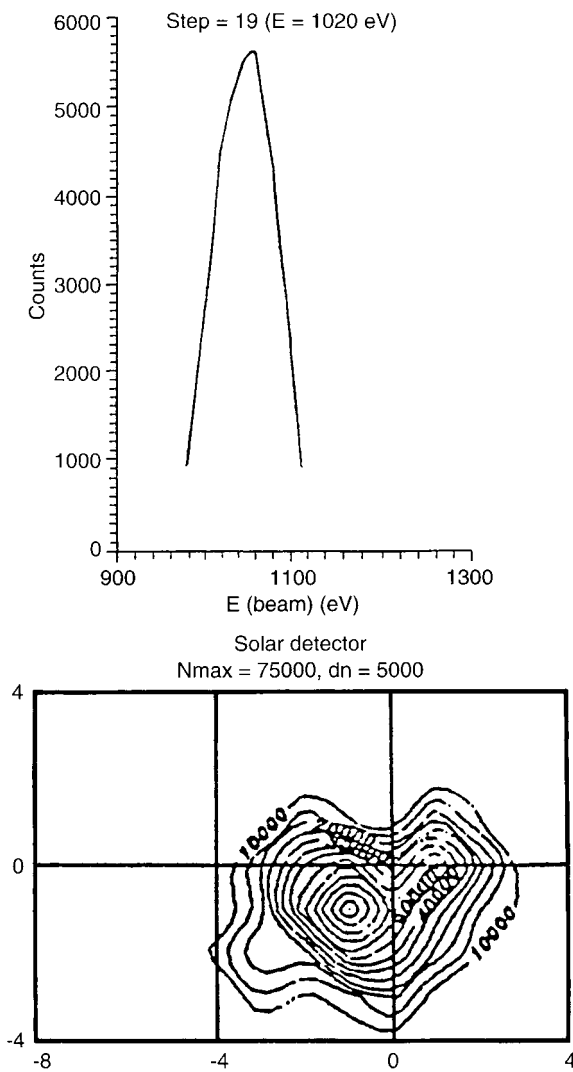 Step = 19 (E = 1020 eV)
6000
5000
4000
3000
2000
1000
0
Counts
900 1100 1300
E (beam) (eV)
Solar detector
Nmax = 75000, dn = 5000
4
0
-4
10000
10000
-8 -4 0 4